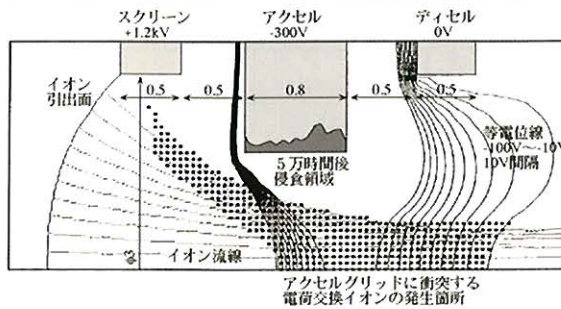 スクリーン
+1.2kV
アクセル
-300V
ディセル
0V
イオン
引出面
0.5
0.5
0.8
0.5
0.5
5万時間後
侵食領域
等電位線
-100V～-10V
10V間隔
φ3
イオン流線
アクセルグリッドに衝突する
電荷交換イオンの発生箇所